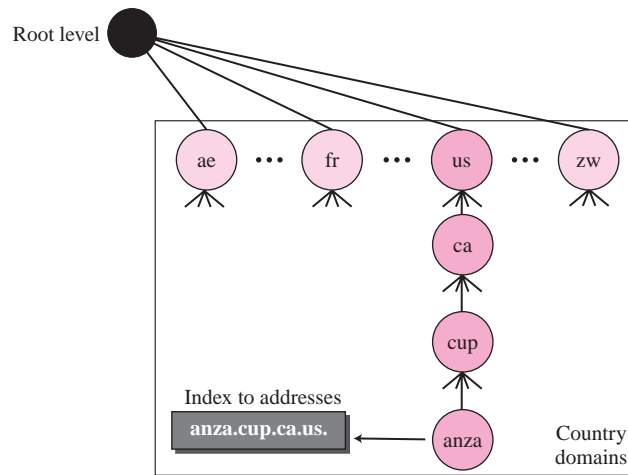 Root level
ae ••• fr ••• us ••• zw
ca
cup
Index to addresses
anza.cup.ca.us.
anza
Country
domains